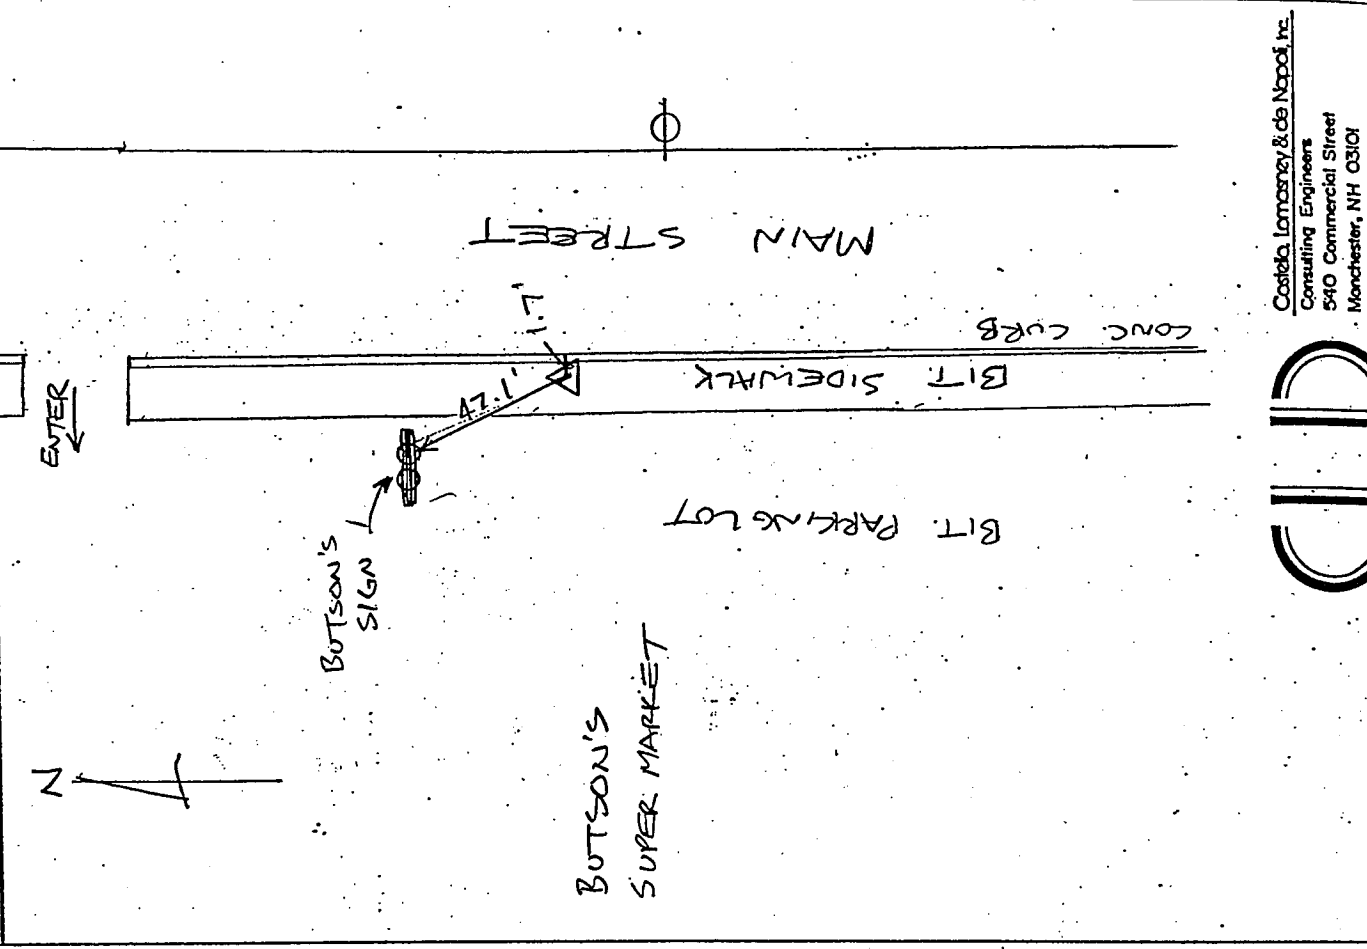 MAIN STREET
CONC. CURB
BIT. SIDEWALK
1.7'
47.1'
ENTER
BUTSON'S
SIGN
BIT. PARKING LOT
BUTSON'S
SUPER MARKET
N
Costello, Lomasney & de Napoli, Inc.
Consulting Engineers
540 Commercial Street
Manchester, NH 03101